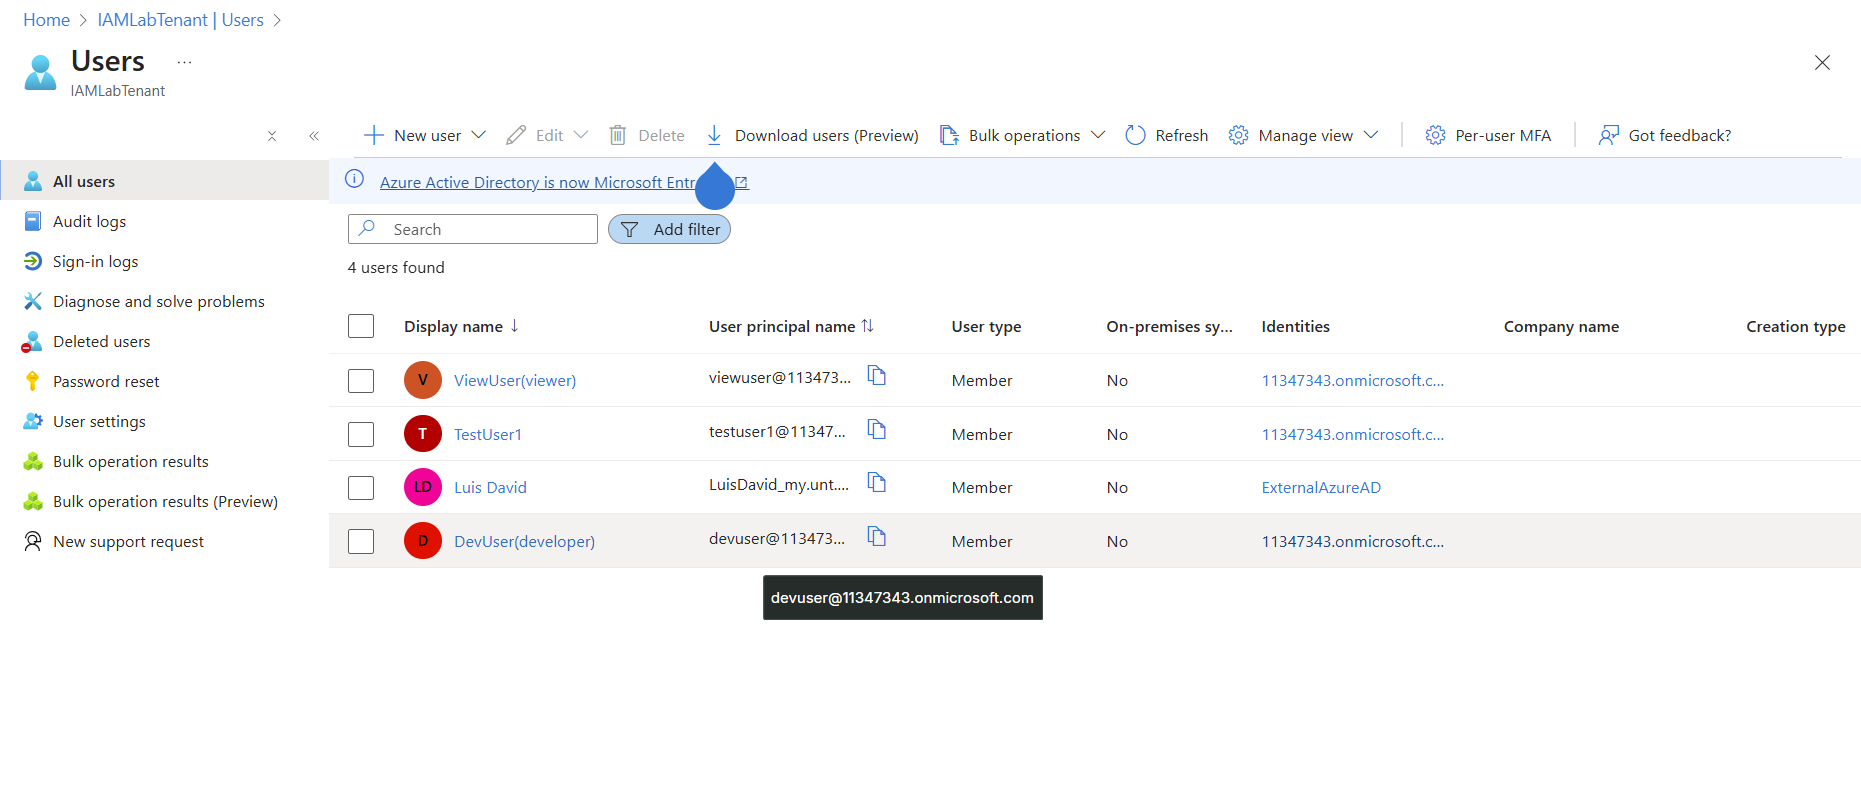 Home > IAMLabTenant | Users >
Users ...
IAMLabTenant
New user Edit Delete Download users (Preview) Bulk operations Refresh Manage view Per-user MFA Got feedback?
All users
Audit logs
Sign-in logs
Diagnose and solve problems
Deleted users
Password reset
User settings
Bulk operation results
Bulk operation results (Preview)
New support request
Azure Active Directory is now Microsoft Entr
Search Add filter
4 users found
Display name ↓ User principal name ↑↓ User type On-premises sy... Identities Company name Creation type
V ViewUser(viewer) viewuser@113473... Member No 11347343.onmicrosoft.c...
T TestUser1 testuser1@11347... Member No 11347343.onmicrosoft.c...
LD Luis David LuisDavid_my.unt.... Member No ExternalAzureAD
D DevUser(developer) devuser@113473... Member No 11347343.onmicrosoft.c...
devuser@11347343.onmicrosoft.com